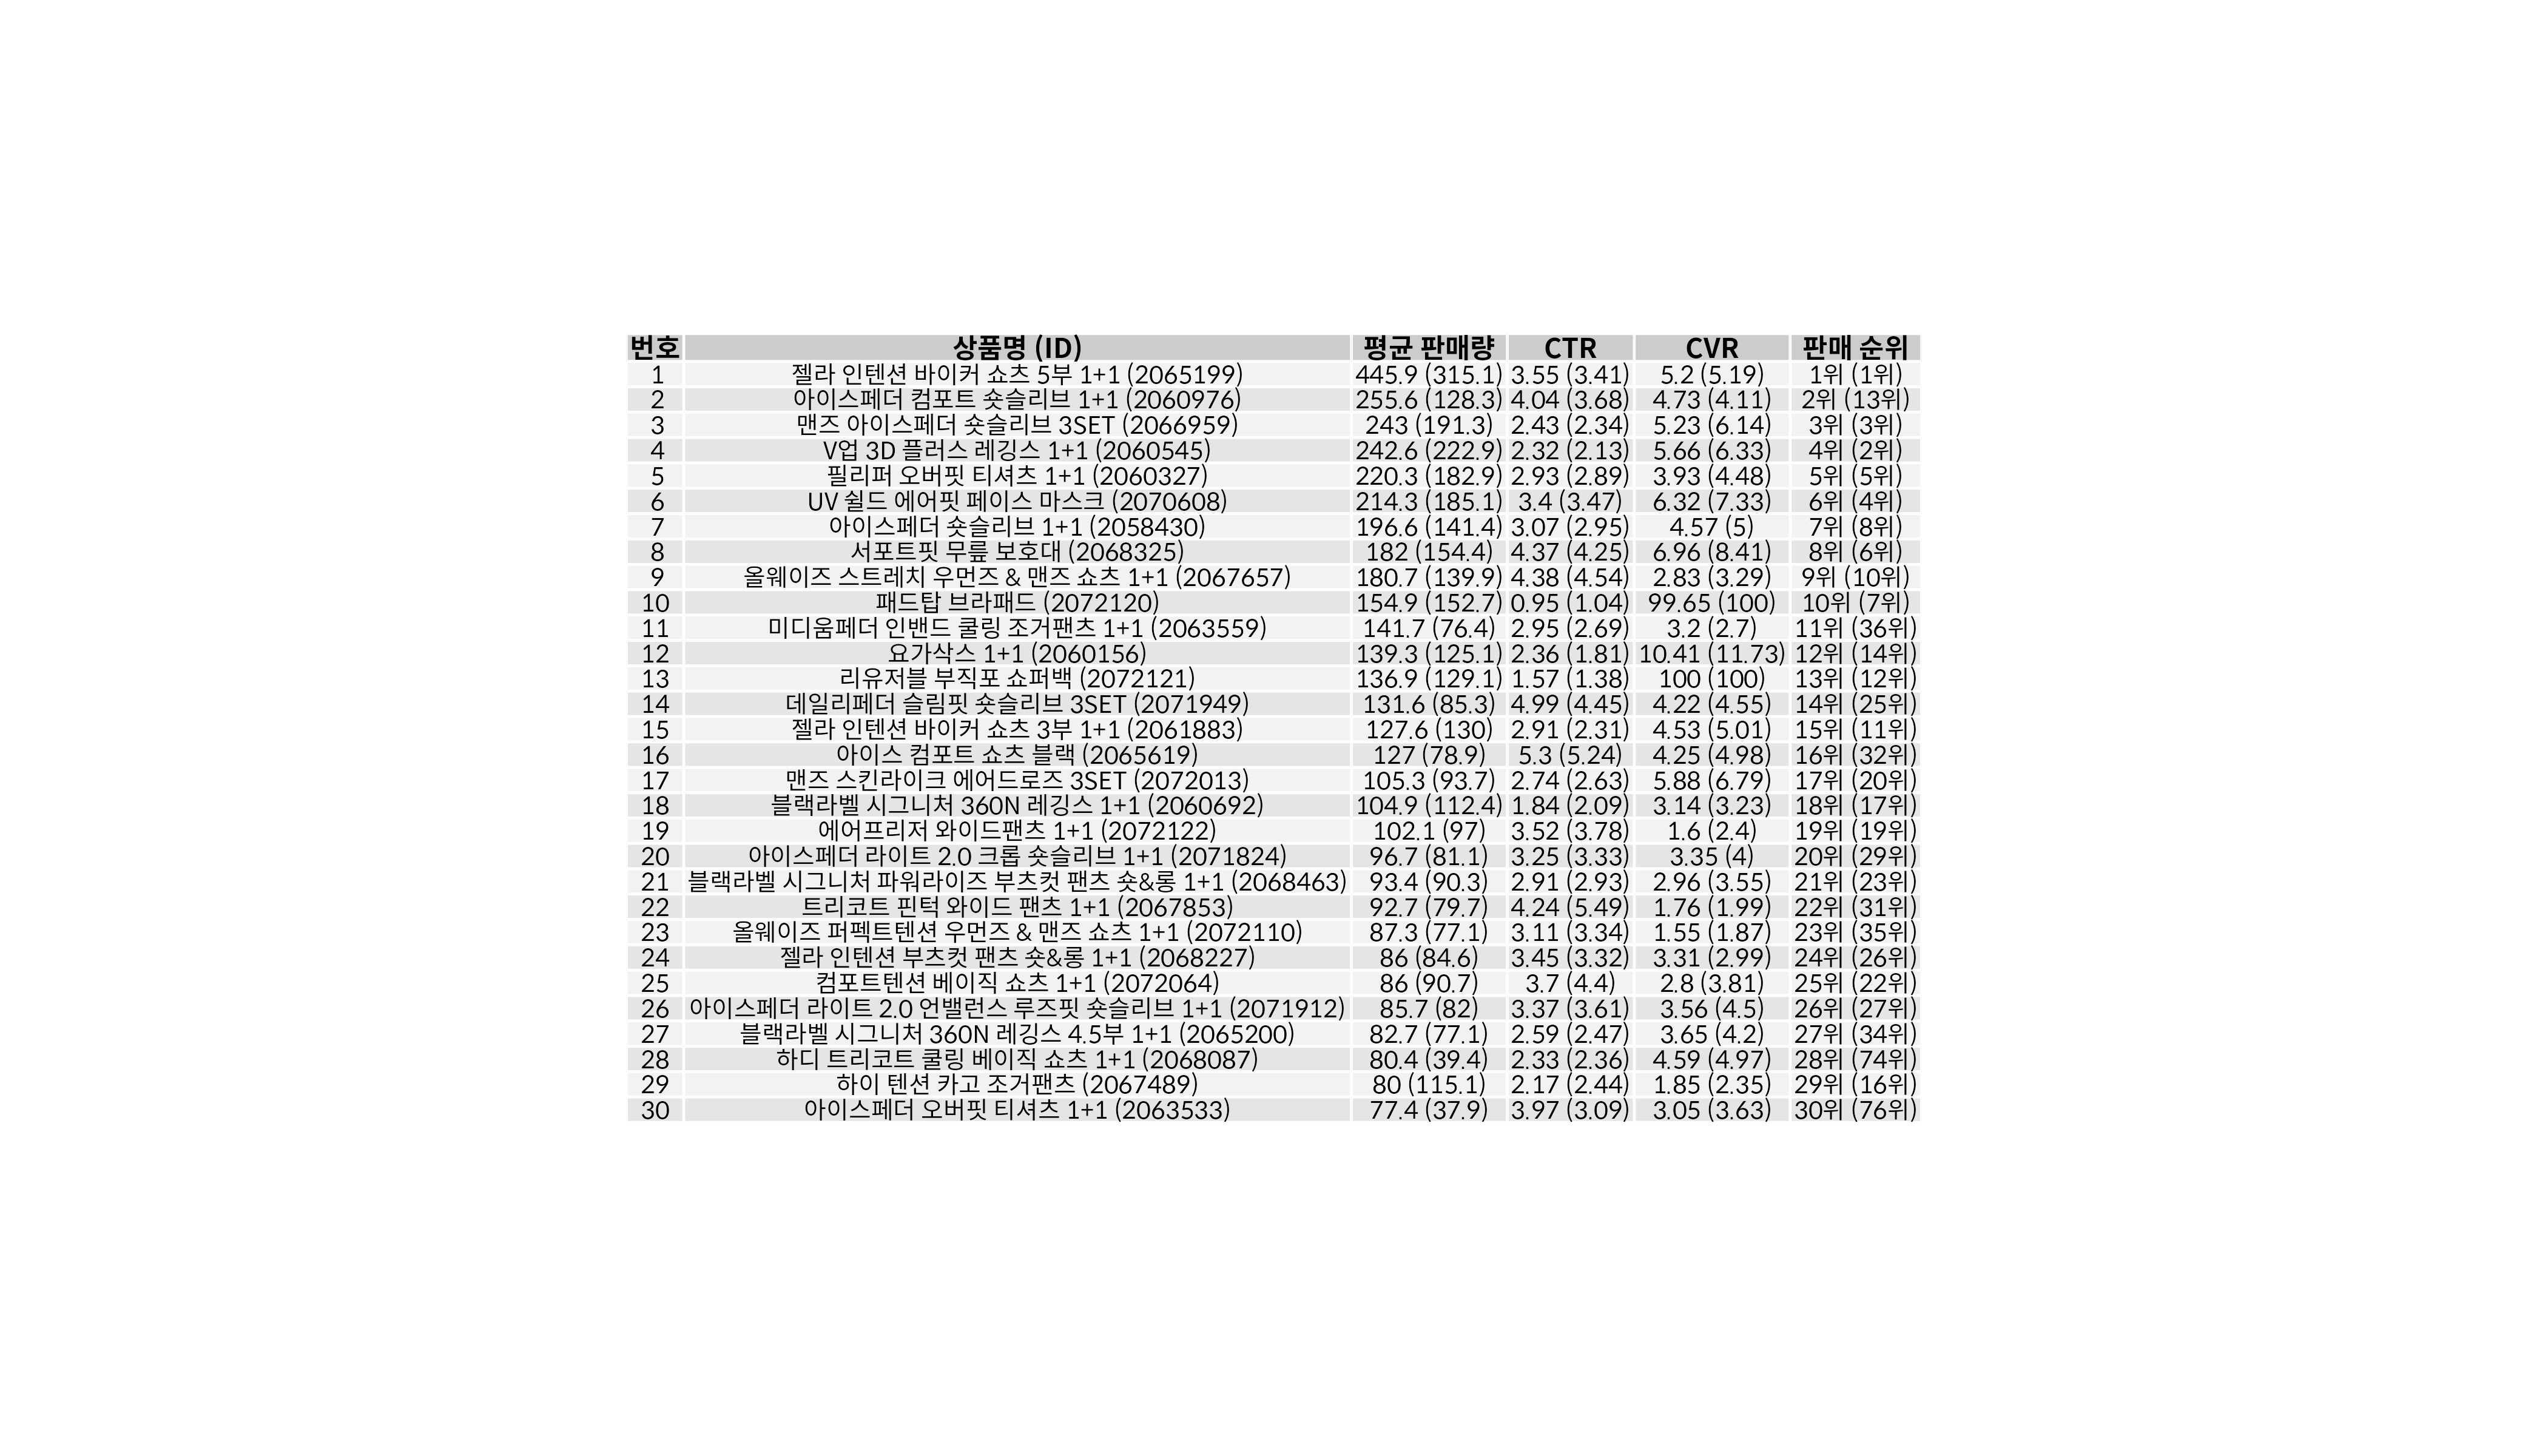 번호 상품명 (ID) 평균 판매량 CTR CVR 판매 순위
1 젤라 인텐션 바이커 쇼츠 5부 1+1 (2065199) 445.9 (315.1) 3.55 (3.41) 5.2 (5.19) 1위 (1위)
2 아이스페더 컴포트 숏슬리브 1+1 (2060976) 255.6 (128.3) 4.04 (3.68) 4.73 (4.11) 2위 (13위)
3 맨즈 아이스페더 숏슬리브 3SET (2066959) 243 (191.3) 2.43 (2.34) 5.23 (6.14) 3위 (3위)
4 V업 3D 플러스 레깅스 1+1 (2060545) 242.6 (222.9) 2.32 (2.13) 5.66 (6.33) 4위 (2위)
5 필리퍼 오버핏 티셔츠 1+1 (2060327) 220.3 (182.9) 2.93 (2.89) 3.93 (4.48) 5위 (5위)
6 UV 쉴드 에어핏 페이스 마스크 (2070608) 214.3 (185.1) 3.4 (3.47) 6.32 (7.33) 6위 (4위)
7 아이스페더 숏슬리브 1+1 (2058430) 196.6 (141.4) 3.07 (2.95) 4.57 (5) 7위 (8위)
8 서포트핏 무릎 보호대 (2068325) 182 (154.4) 4.37 (4.25) 6.96 (8.41) 8위 (6위)
9 올웨이즈 스트레치 우먼즈 & 맨즈 쇼츠 1+1 (2067657) 180.7 (139.9) 4.38 (4.54) 2.83 (3.29) 9위 (10위)
10 패드탑 브라패드 (2072120) 154.9 (152.7) 0.95 (1.04) 99.65 (100) 10위 (7위)
11 미디움페더 인밴드 쿨링 조거팬츠 1+1 (2063559) 141.7 (76.4) 2.95 (2.69) 3.2 (2.7) 11위 (36위)
12 요가삭스 1+1 (2060156) 139.3 (125.1) 2.36 (1.81) 10.41 (11.73) 12위 (14위)
13 리유저블 부직포 쇼퍼백 (2072121) 136.9 (129.1) 1.57 (1.38) 100 (100) 13위 (12위)
14 데일리페더 슬림핏 숏슬리브 3SET (2071949) 131.6 (85.3) 4.99 (4.45) 4.22 (4.55) 14위 (25위)
15 젤라 인텐션 바이커 쇼츠 3부 1+1 (2061883) 127.6 (130) 2.91 (2.31) 4.53 (5.01) 15위 (11위)
16 아이스 컴포트 쇼츠 블랙 (2065619) 127 (78.9) 5.3 (5.24) 4.25 (4.98) 16위 (32위)
17 맨즈 스킨라이크 에어드로즈 3SET (2072013) 105.3 (93.7) 2.74 (2.63) 5.88 (6.79) 17위 (20위)
18 블랙라벨 시그니처 360N 레깅스 1+1 (2060692) 104.9 (112.4) 1.84 (2.09) 3.14 (3.23) 18위 (17위)
19 에어프리저 와이드팬츠 1+1 (2072122) 102.1 (97) 3.52 (3.78) 1.6 (2.4) 19위 (19위)
20 아이스페더 라이트 2.0 크롭 숏슬리브 1+1 (2071824) 96.7 (81.1) 3.25 (3.33) 3.35 (4) 20위 (29위)
21 블랙라벨 시그니처 파워라이즈 부츠컷 팬츠 숏&롱 1+1 (2068463) 93.4 (90.3) 2.91 (2.93) 2.96 (3.55) 21위 (23위)
22 트리코트 핀턱 와이드 팬츠 1+1 (2067853) 92.7 (79.7) 4.24 (5.49) 1.76 (1.99) 22위 (31위)
23 올웨이즈 퍼펙트텐션 우먼즈 & 맨즈 쇼츠 1+1 (2072110) 87.3 (77.1) 3.11 (3.34) 1.55 (1.87) 23위 (35위)
24 젤라 인텐션 부츠컷 팬츠 숏&롱 1+1 (2068227) 86 (84.6) 3.45 (3.32) 3.31 (2.99) 24위 (26위)
25 컴포트텐션 베이직 쇼츠 1+1 (2072064) 86 (90.7) 3.7 (4.4) 2.8 (3.81) 25위 (22위)
26 아이스페더 라이트 2.0 언밸런스 루즈핏 숏슬리브 1+1 (2071912) 85.7 (82) 3.37 (3.61) 3.56 (4.5) 26위 (27위)
27 블랙라벨 시그니처 360N 레깅스 4.5부 1+1 (2065200) 82.7 (77.1) 2.59 (2.47) 3.65 (4.2) 27위 (34위)
28 하디 트리코트 쿨링 베이직 쇼츠 1+1 (2068087) 80.4 (39.4) 2.33 (2.36) 4.59 (4.97) 28위 (74위)
29 하이 텐션 카고 조거팬츠 (2067489) 80 (115.1) 2.17 (2.44) 1.85 (2.35) 29위 (16위)
30 아이스페더 오버핏 티셔츠 1+1 (2063533) 77.4 (37.9) 3.97 (3.09) 3.05 (3.63) 30위 (76위)